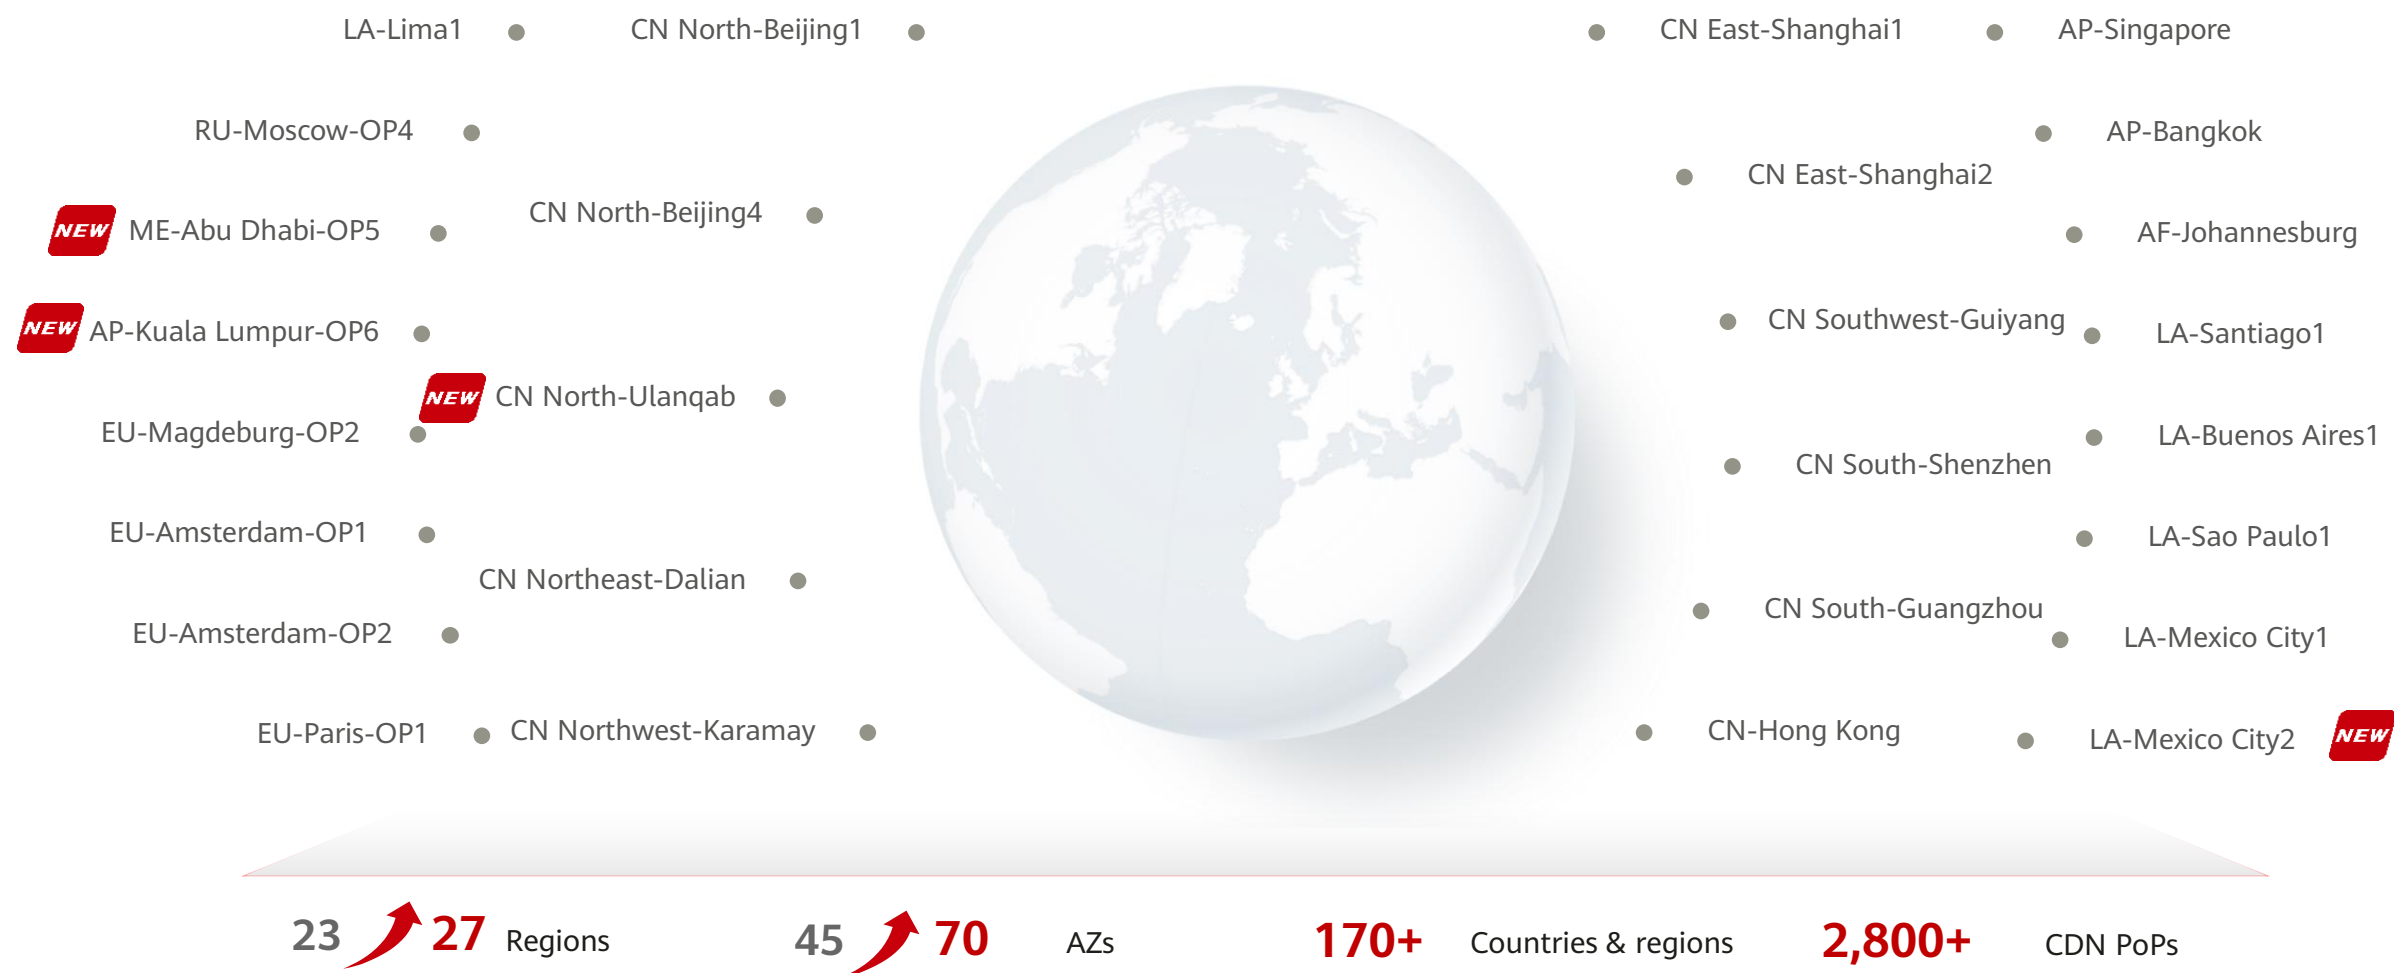 LA-Lima1
CN North-Beijing1
CN East-Shanghai1
AP-Singapore
RU-Moscow-OP4
AP-Bangkok
CN East-Shanghai2
CN North-Beijing4
NEW ME-Abu Dhabi-OP5
AF-Johannesburg
CN Southwest-Guiyang
NEW AP-Kuala Lumpur-OP6
LA-Santiago1
NEW CN North-Ulanqab
EU-Magdeburg-OP2
LA-Buenos Aires1
CN South-Shenzhen
EU-Amsterdam-OP1
LA-Sao Paulo1
CN Northeast-Dalian
CN South-Guangzhou
EU-Amsterdam-OP2
LA-Mexico City1
EU-Paris-OP1
CN Northwest-Karamay
CN-Hong Kong
LA-Mexico City2 NEW
23 27 Regions
45 70 AZs
170+ Countries & regions
2,800+ CDN PoPs